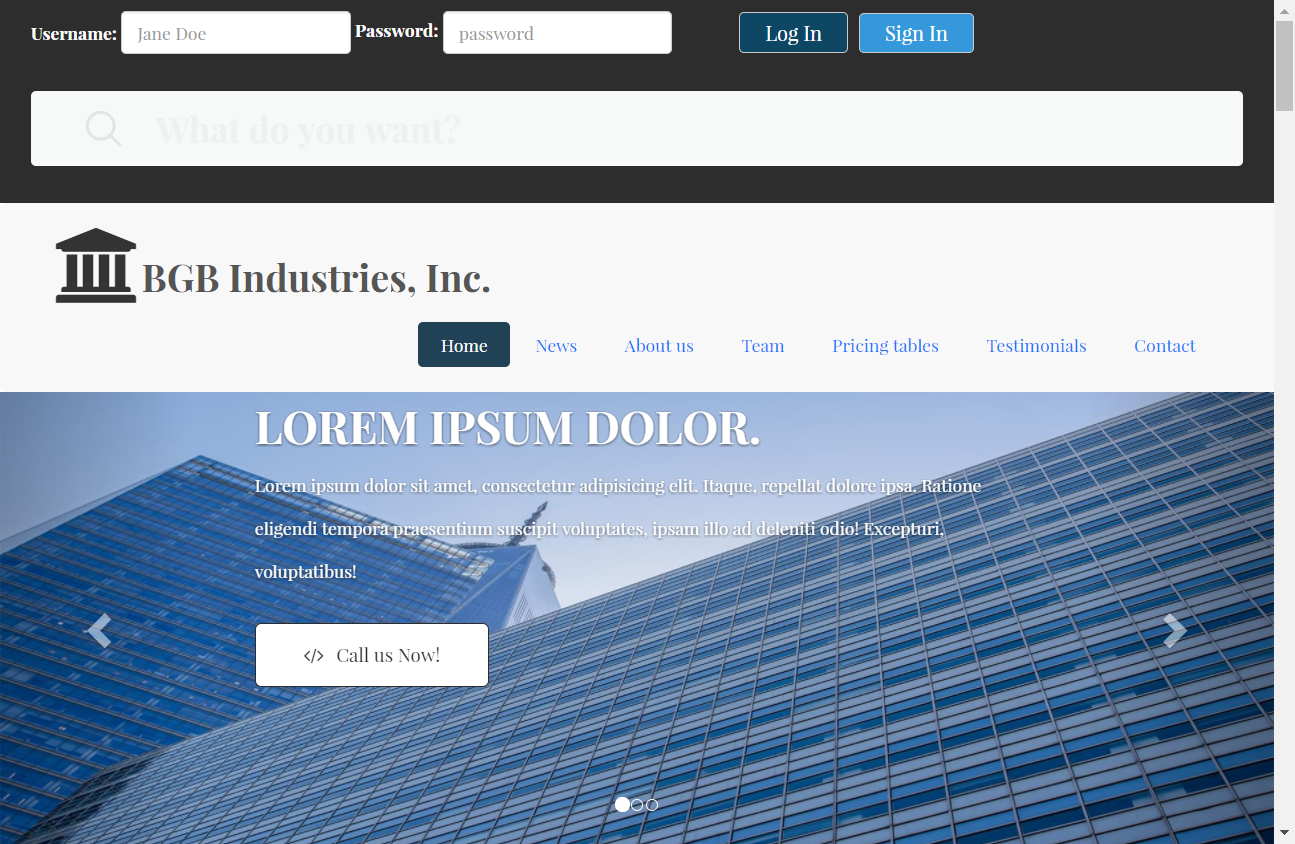 Username: Jane Doe Password: password Log In Sign In
What do you want?
BGB Industries, Inc.
Home News About us Team Pricing tables Testimonials Contact
LOREM IPSUM DOLOR.
Lorem ipsum dolor sit amet, consectetur adipisicing elit. Itaque, repellat dolore ipsa. Ratione
eligendi tempora praesentium suscipit voluptates, ipsam illo ad deleniti odio! Excepturi,
voluptatibus!
</> Call us Now!